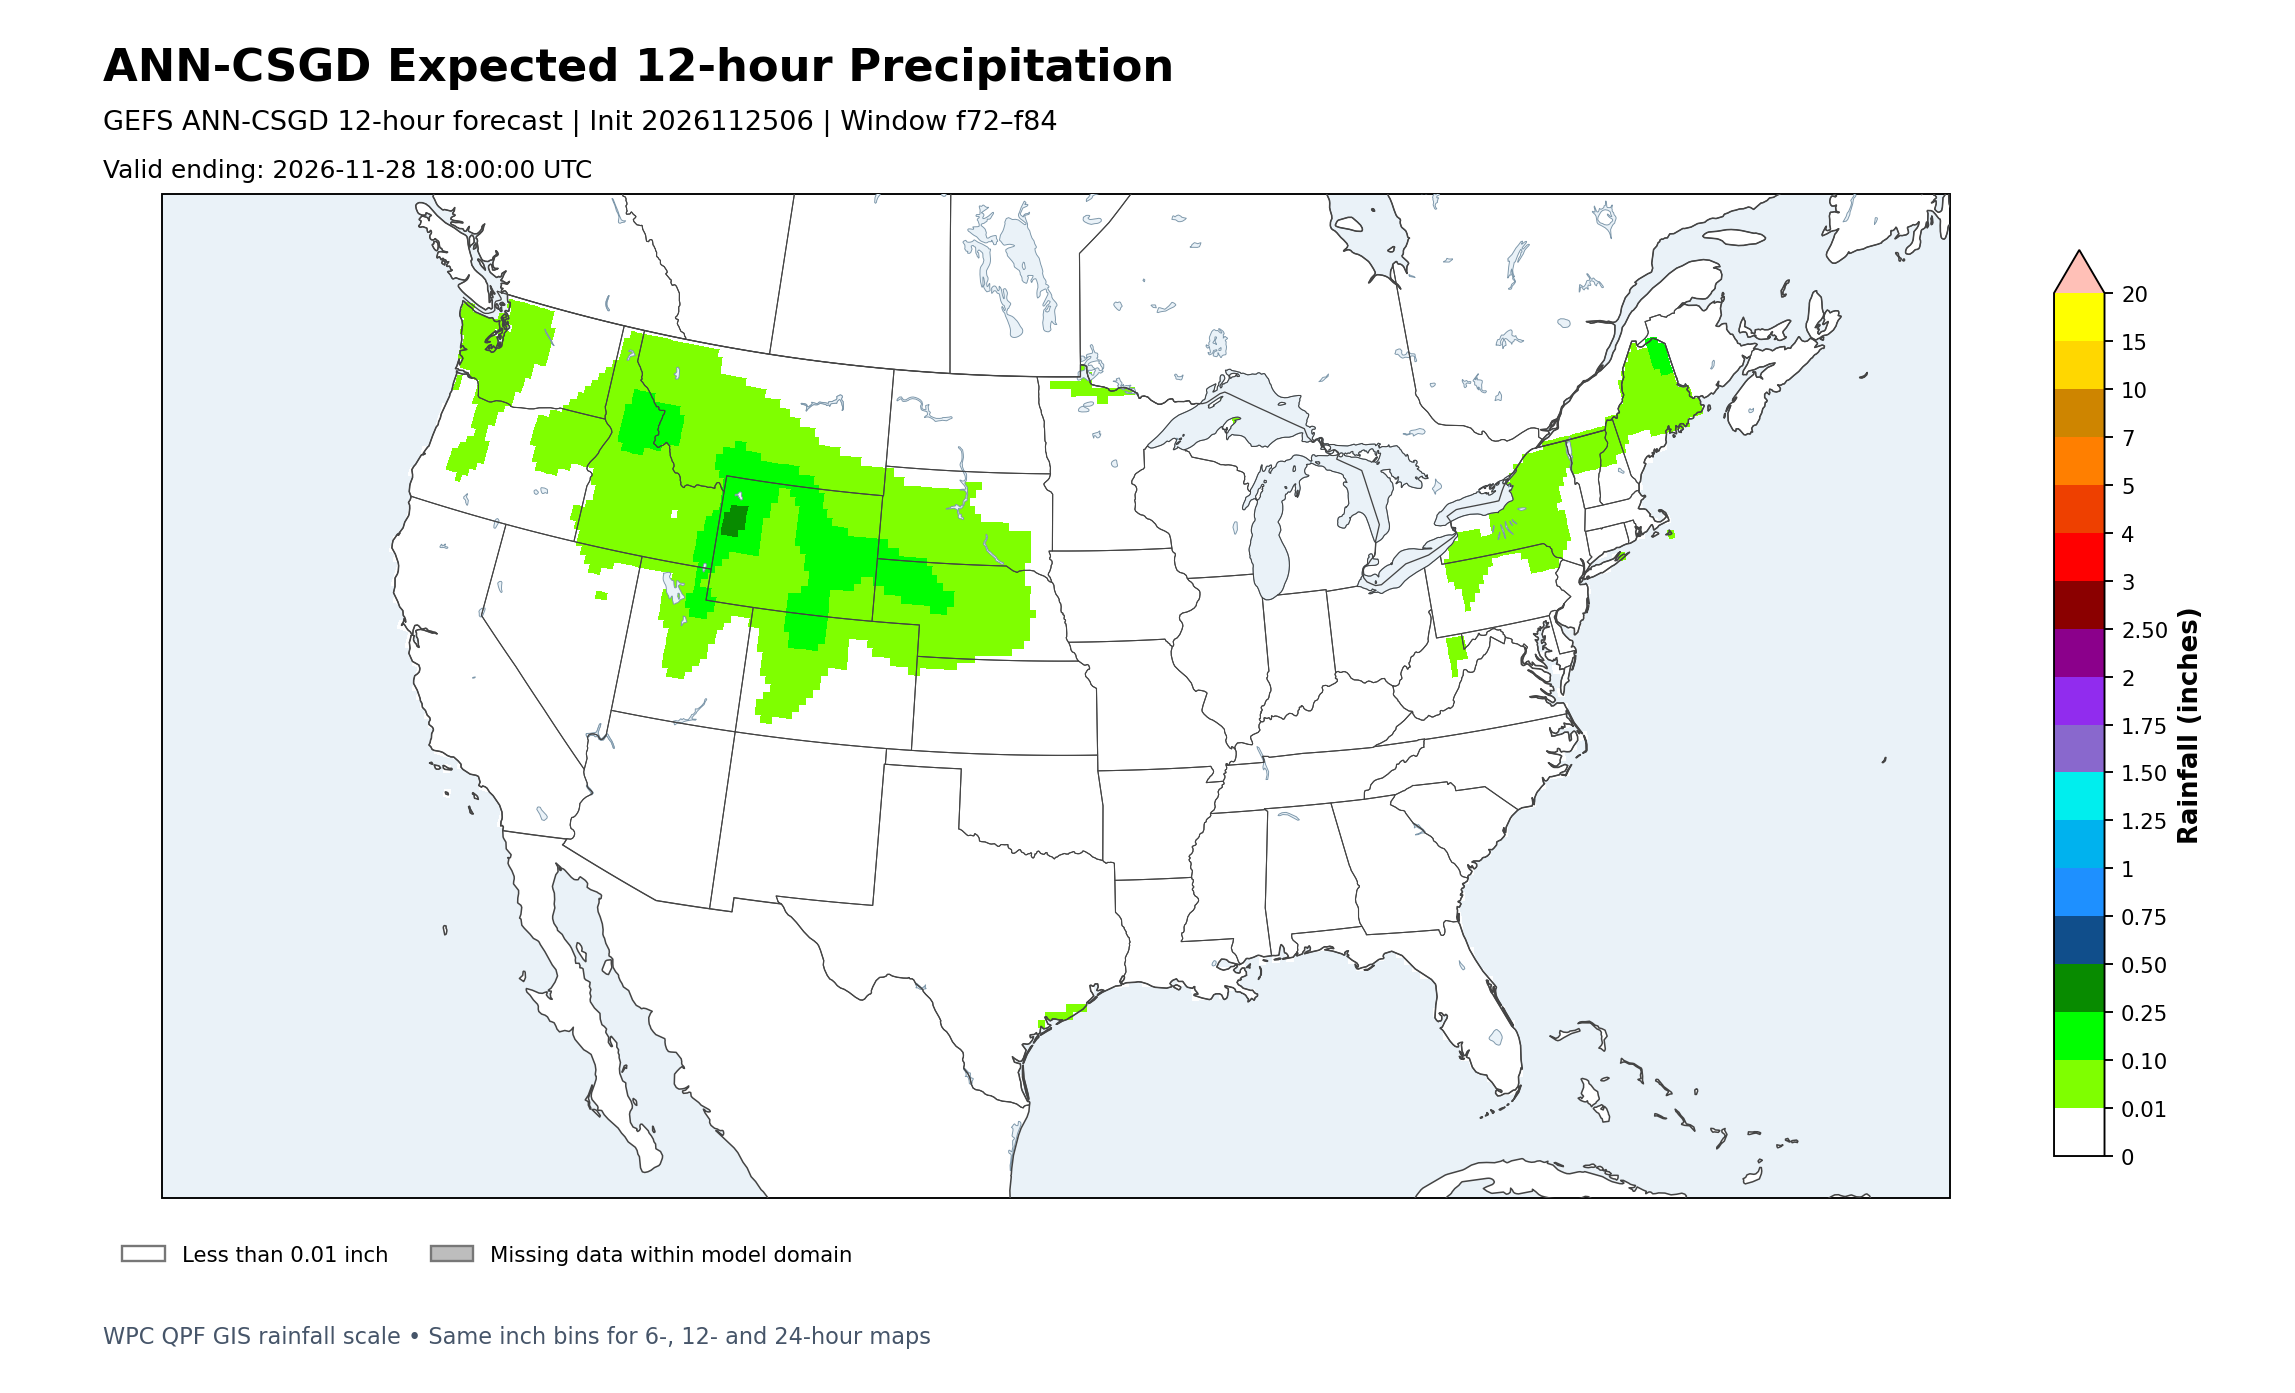 ANN-CSGD Expected 12-hour Precipitation
GEFS ANN-CSGD 12-hour forecast | Init 2026112506 | Window f72–f84
Valid ending: 2026-11-28 18:00:00 UTC
20
15
10
7
5
4
3
2.50
2
1.75
1.50
1.25
1
0.75
0.50
0.25
0.10
0.01
0
Rainfall (inches)
Less than 0.01 inch
Missing data within model domain
WPC QPF GIS rainfall scale • Same inch bins for 6-, 12- and 24-hour maps